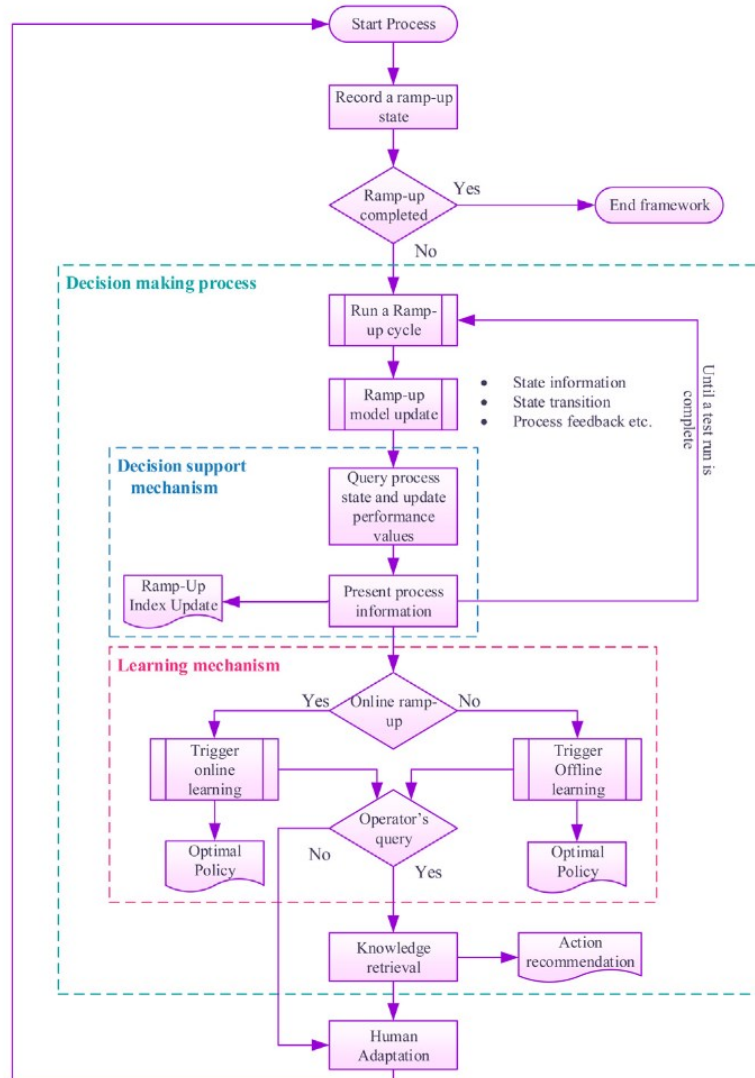 Start Process
Record a ramp-up
state
Ramp-up
completed
Yes
End framework
No
Decision making process
Run a Ramp-
up cycle
Ramp-up
model update
• State information
• State transition
• Process feedback etc.
Until a test run is
complete
Decision support
mechanism
Query process
state and update
performance
values
Ramp-Up
Index Update
Present process
information
Learning mechanism
Yes
Online ramp-
up
No
Trigger
online
learning
Trigger
Offline
learning
Operator's
query
Optimal
Policy
No
Yes
Optimal
Policy
Knowledge
retrieval
Action
recommendation
Human
Adaptation